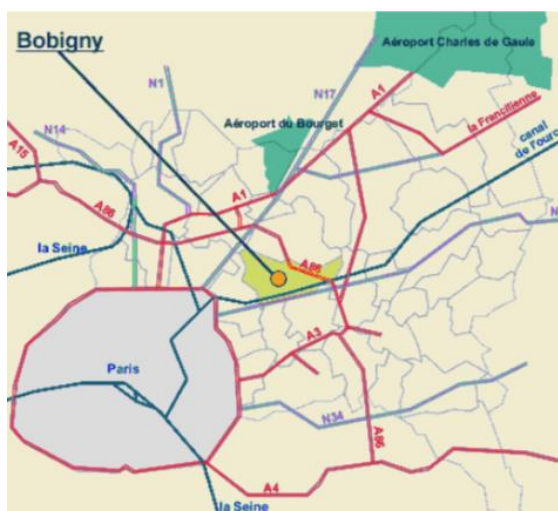 Bobigny
Aéroport Charles de Gaule
N1
N17
A1
la Francilienne
N14
Aéroport du Bourget
canal
de l'ourc
A15
A1
A86
N
la Seine
A86
A3
Paris
N34
A86
A4
la Seine